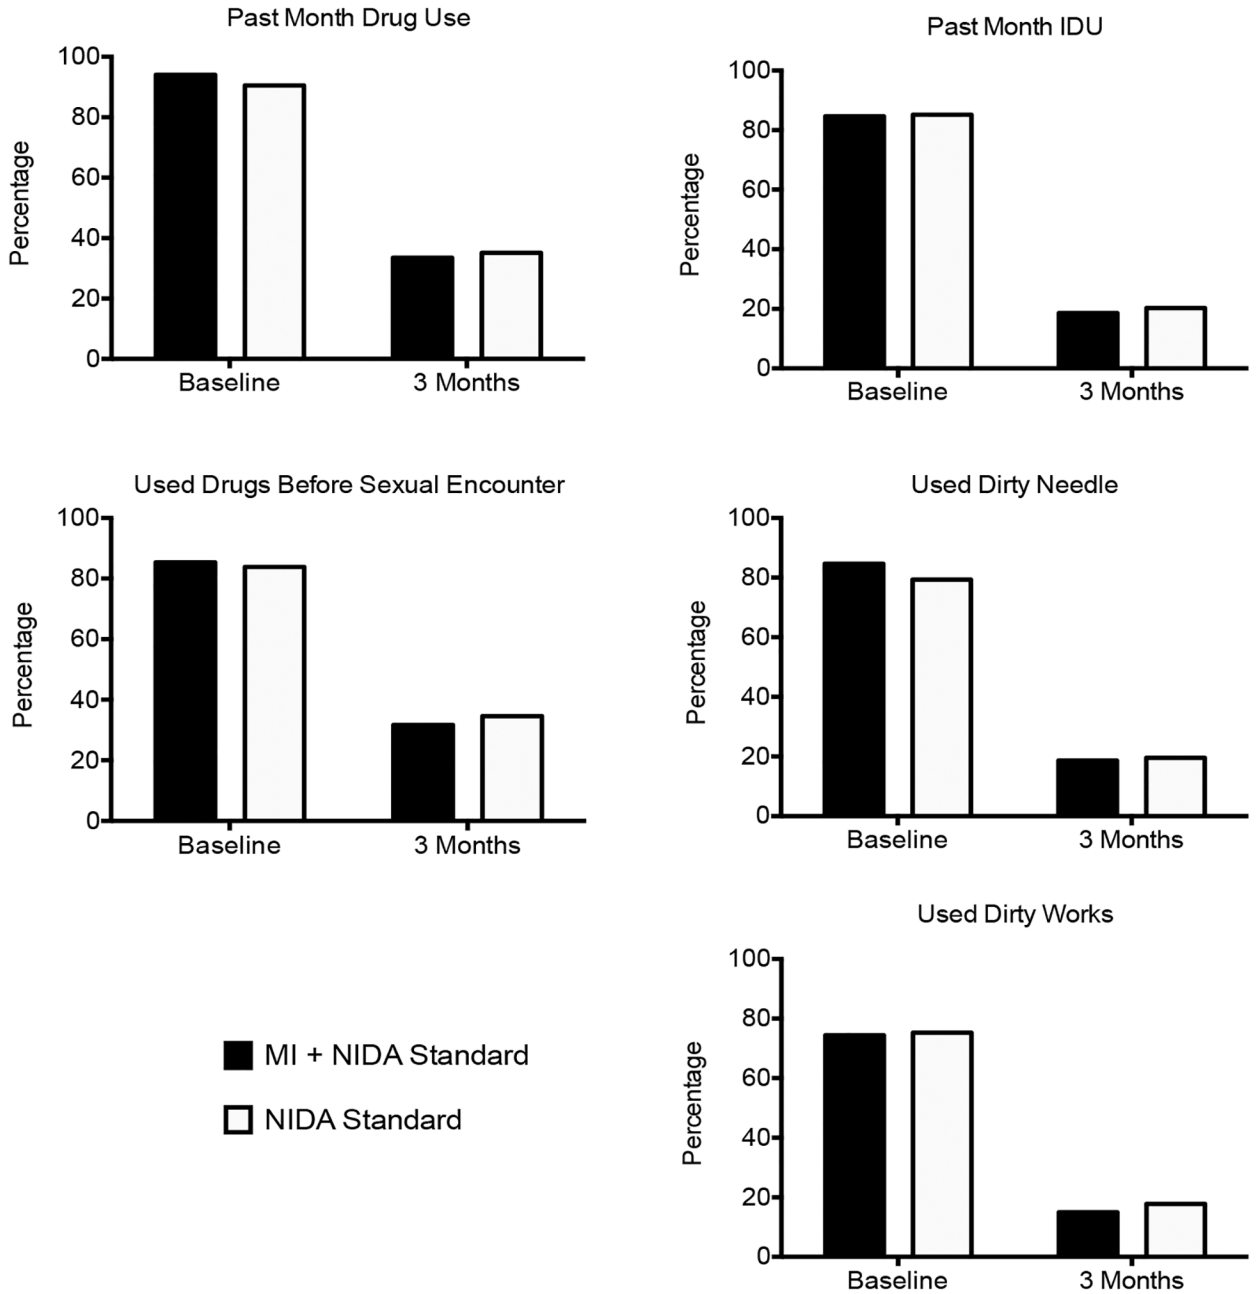 Past Month Drug Use
Percentage
100
80
60
40
20
0
Baseline 3 Months
Past Month IDU
Percentage
100
80
60
40
20
0
Baseline 3 Months
Used Drugs Before Sexual Encounter
Percentage
100
80
60
40
20
0
Baseline 3 Months
Used Dirty Needle
Percentage
100
80
60
40
20
0
Baseline 3 Months
MI + NIDA Standard
NIDA Standard
Used Dirty Works
Percentage
100
80
60
40
20
0
Baseline 3 Months